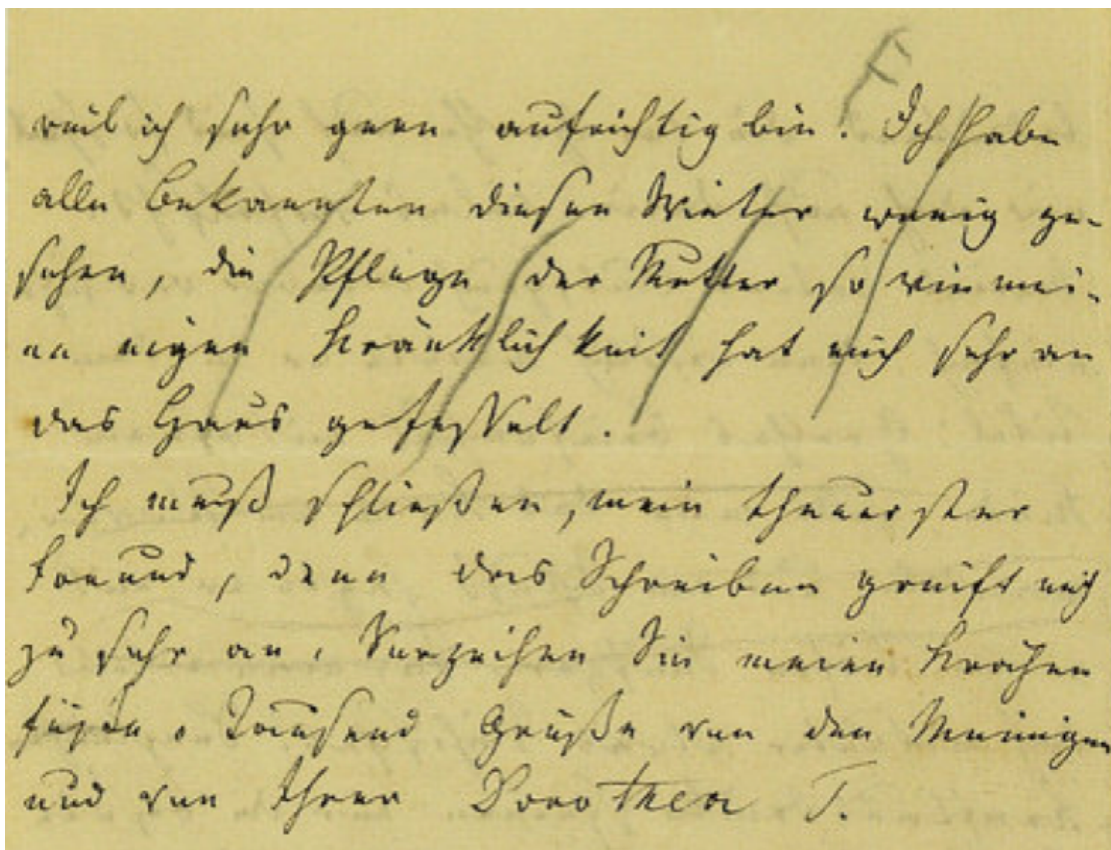 weil ich sehr gern aufrichtig bin. Ich habe
alle Bekannten diesen Winter wenig ge-
sehen, die Pflege der Mutter so wie mei-
ne eigen Kränklichkeit hat mich sehr an
das Haus gefesselt.
Ich muß schließen, mein theuerster
Freund, denn das Schreiben greift mich
zu sehr an. Verzeihen Sie meine Krähen
füße. Tausend Grüße von den Meinigen
und von Ihrer Dorothea T.